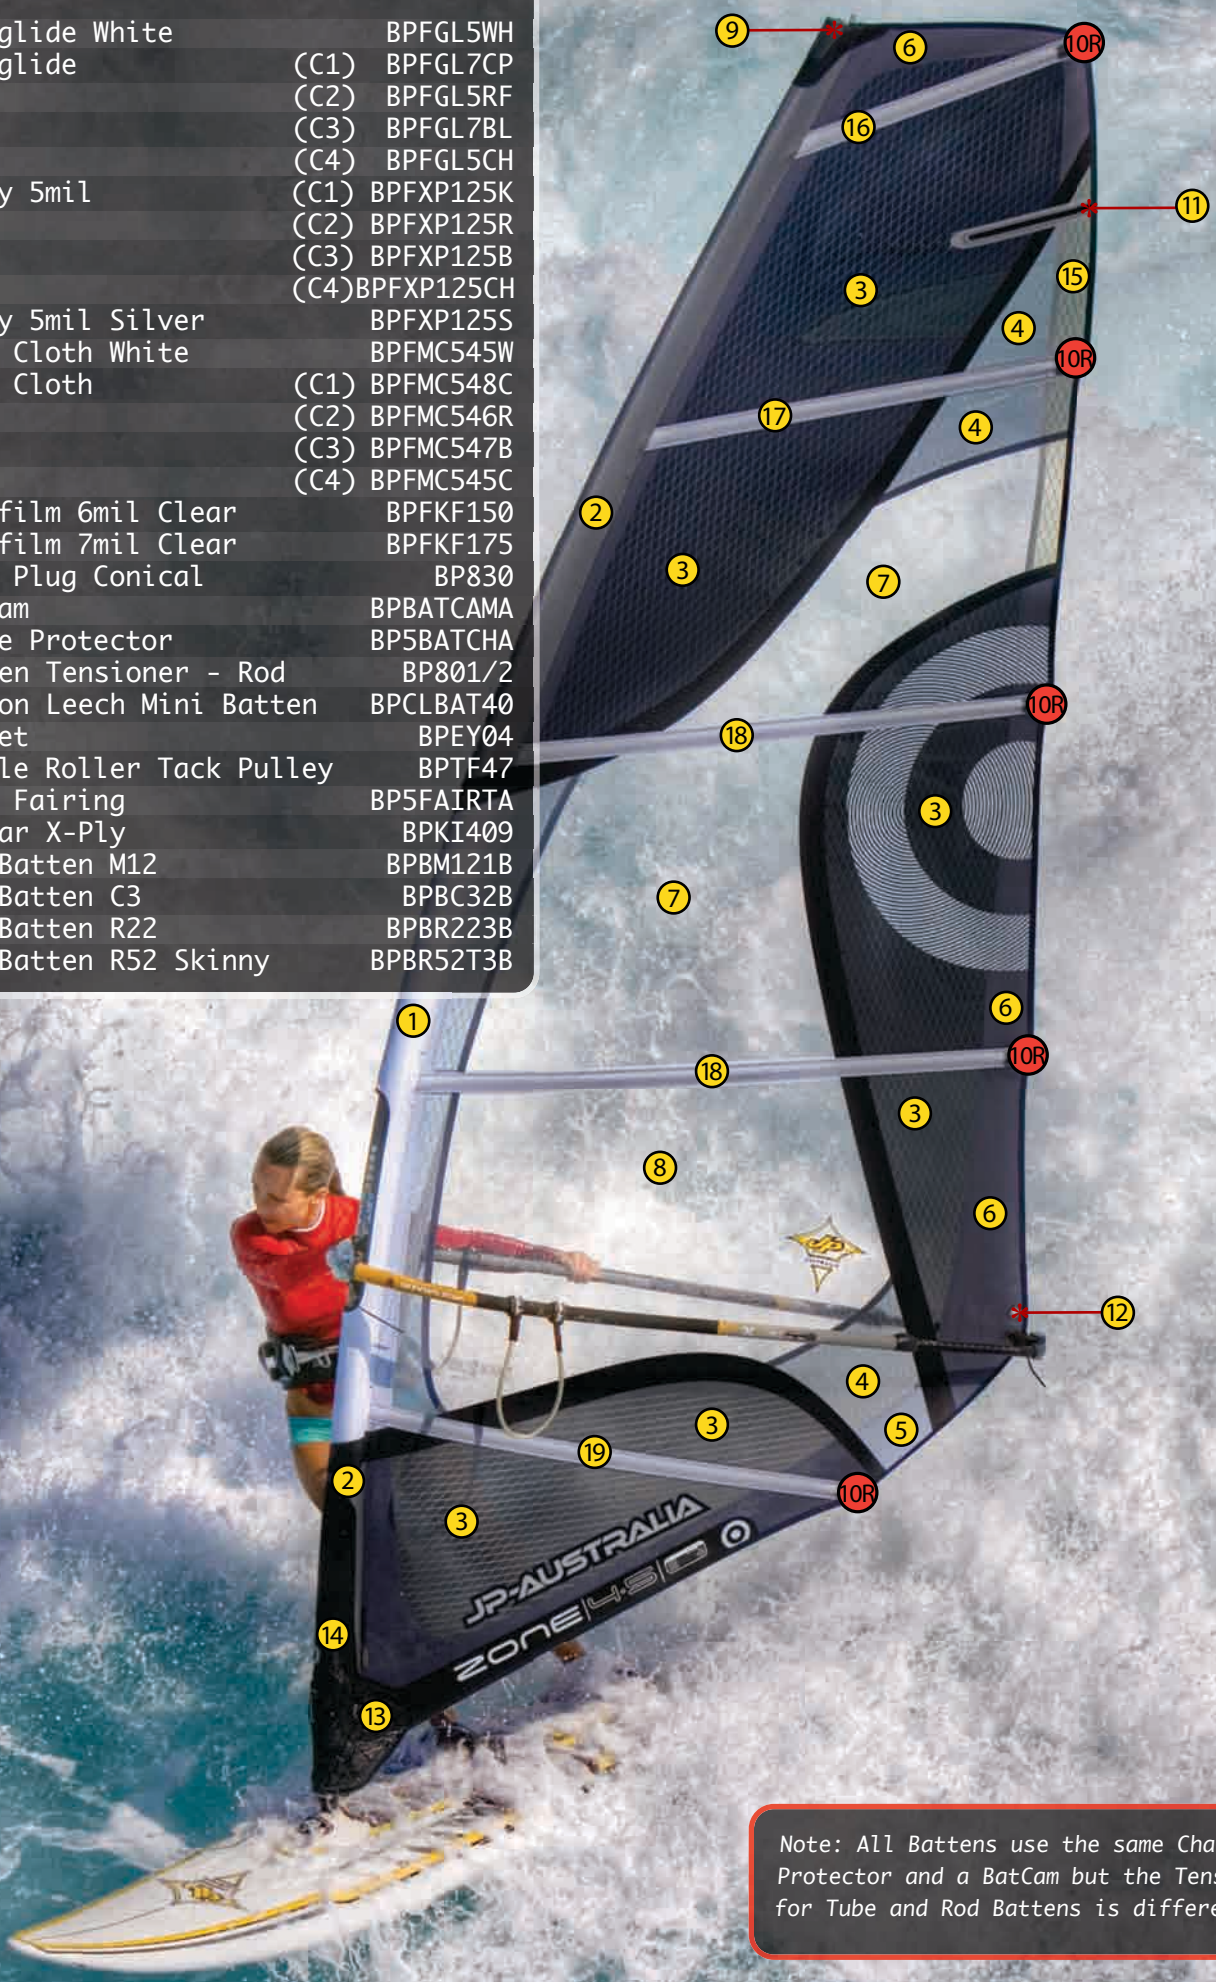 glide White BPFGL5WH
glide (C1) BPFGL7CP
(C2) BPFGL5RF
(C3) BPFGL7BL
(C4) BPFGL5CH
y 5mil (C1) BPFXP125K
(C2) BPFXP125R
(C3) BPFXP125B
(C4)BPFXP125CH
y 5mil Silver BPFXP125S
Cloth White BPFMC545W
Cloth (C1) BPFMC548C
(C2) BPFMC546R
(C3) BPFMC547B
(C4) BPFMC545C
film 6mil Clear BPFKF150
film 7mil Clear BPFKF175
Plug Conical BP830
am BPBATCAMA
e Protector BP5BATCHA
en Tensioner - Rod BP801/2
on Leech Mini Batten BPCLBAT40
et BPEY04
le Roller Tack Pulley BPTF47
Fairing BP5FAIRTA
ar X-Ply BPKI409
Batten M12 BPBM121B
Batten C3 BPBC32B
Batten R22 BPBR223B
Batten R52 Skinny BPBR52T3B
9
6
10R
16
11
15
3
4
10R
17
4
2
3
7
10R
18
3
7
6
1
10R
18
3
8
6
JP
12
4
3
5
19
2
10R
3
JP-AUSTRALIA
ZONE 4.5
14
13
Note: All Battens use the same Cha
Protector and a BatCam but the Tens
for Tube and Rod Battens is differe